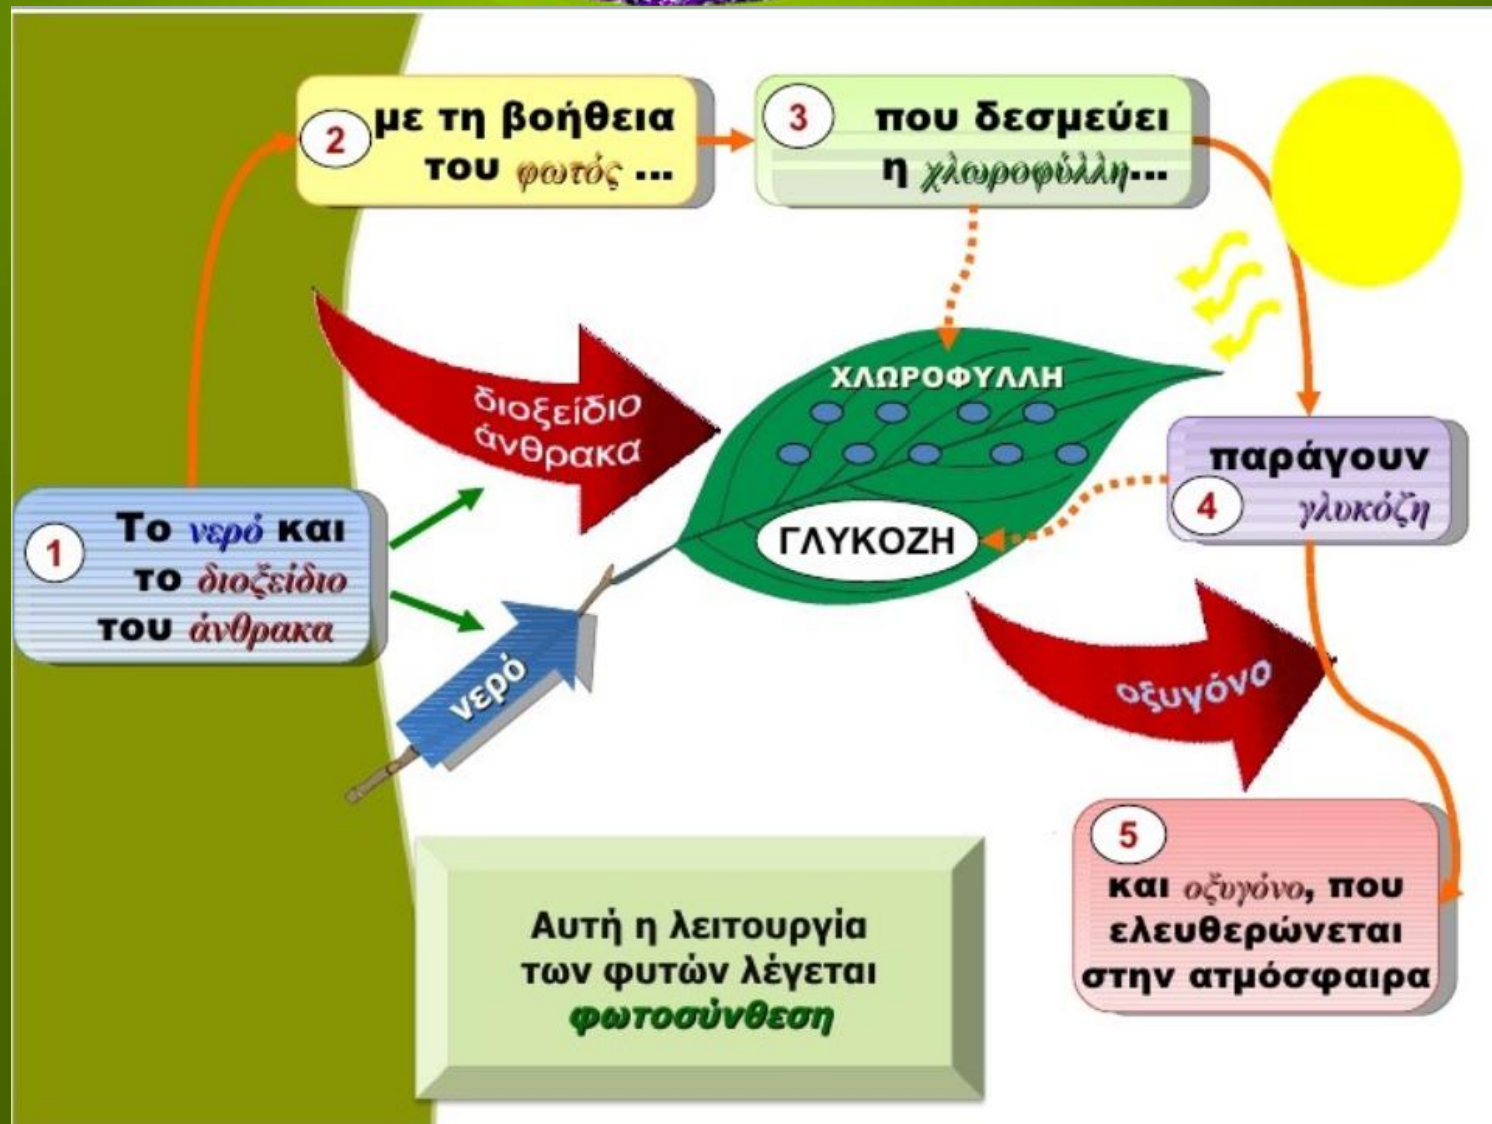 2
με τη βοήθεια
του φωτός ...
3
που δεσμεύει
η χλωροφύλλη...
διοξείδιο
άνθρακα
ΧΛΩΡΟΦΥΛΛΗ
1
Το νερό και
το διοξείδιο
του άνθρακα
νερό
ΓΛΥΚΟΖΗ
παράγουν
4 γλυκόζη
οξυγόνο
5
και οξυγόνο, που
ελευθερώνεται
στην ατμόσφαιρα
Αυτή η λειτουργία
των φυτών λέγεται
φωτοσύνθεση